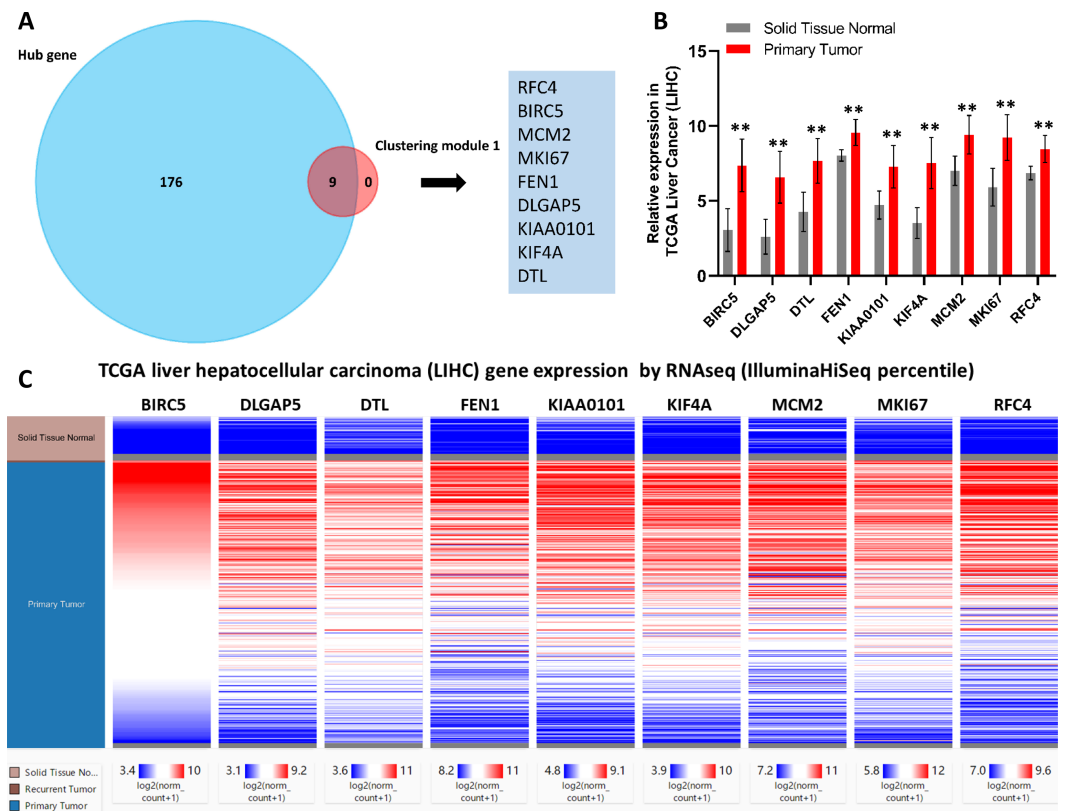 A
Hub gene
176
9
0
Clustering module 1
RFC4
BIRC5
MCM2
MKI67
FEN1
DLGAP5
KIAA0101
KIF4A
DTL
B
Solid Tissue Normal
Primary Tumor
Relative expression in
TCGA Liver Cancer (LIHC)
15
10
5
0
** ** ** ** ** ** ** ** **
BIRC5 DLGAP5 DTL FEN1 KIAA0101 KIF4A MCM2 MKI67 RFC4
C
TCGA liver hepatocellular carcinoma (LIHC) gene expression by RNAseq (IlluminaHiSeq percentile)
BIRC5 DLGAP5 DTL FEN1 KIAA0101 KIF4A MCM2 MKI67 RFC4
Solid Tissue Normal
Primary Tumor
Solid Tissue No...
Recurrent Tumor
Primary Tumor
3.4 10 3.1 9.2 3.6 11 8.2 11 4.8 9.1 3.9 10 7.2 11 5.8 12 7.0 9.6
log2(norm_ log2(norm_ log2(norm_ log2(norm_ log2(norm_ log2(norm_ log2(norm_ log2(norm_ log2(norm_
count+1) count+1) count+1) count+1) count+1) count+1) count+1) count+1) count+1)